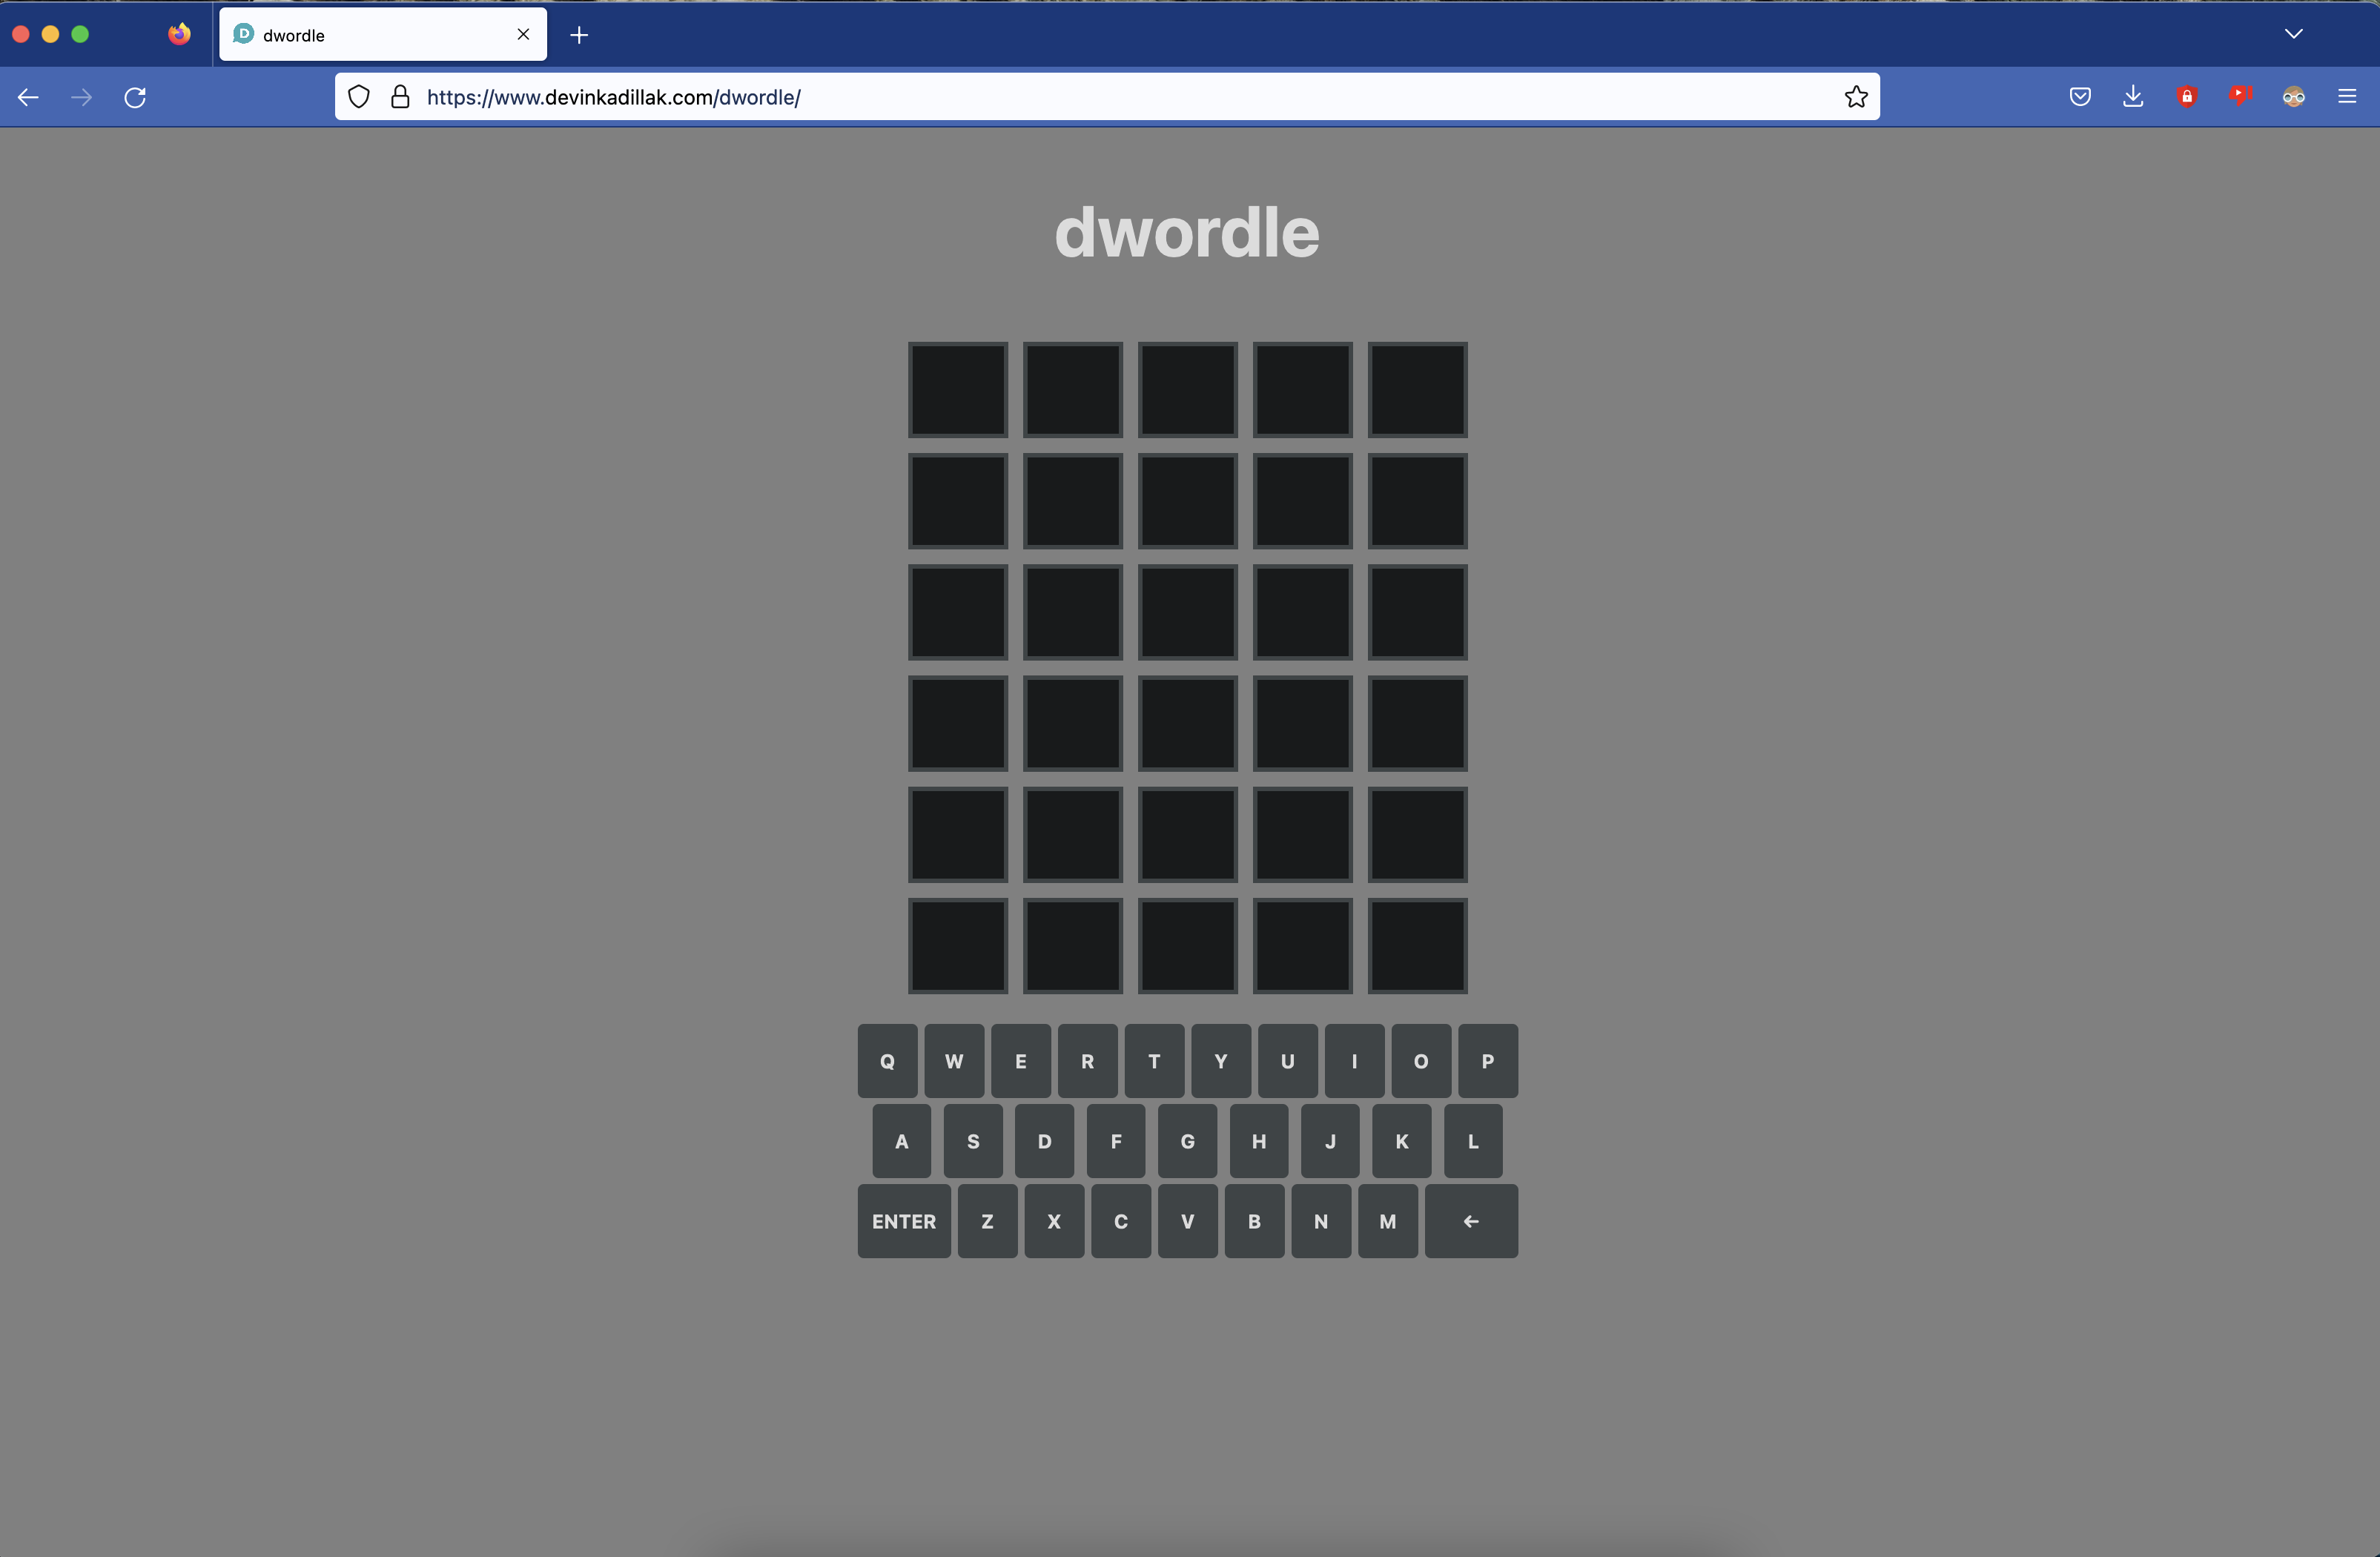 D dwordle
https://www.devinkadillak.com/dwordle/
dwordle
Q W E R T Y U I O P
A S D F G H J K L
ENTER Z X C V B N M ←